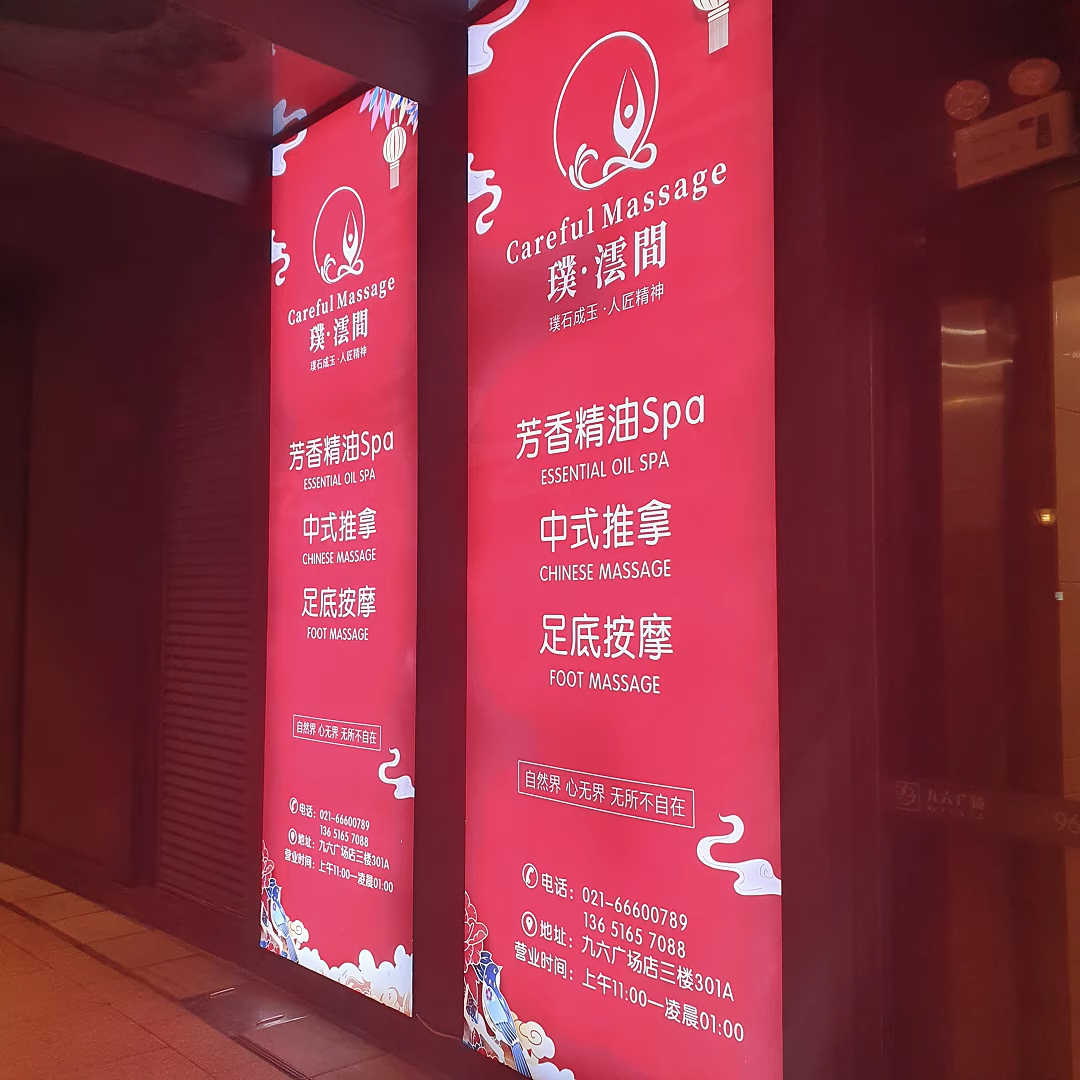 Careful Massage
璞·澐間
璞石成玉·人匠精神
芳香精油Spa
ESSENTIAL OIL SPA
中式推拿
CHINESE MASSAGE
足底按摩
FOOT MASSAGE
自然界 心无界 无所不自在
电话：021-66600789
136 5165 7088
地址：九六广场店三楼301A
营业时间：上午11:00—凌晨01:00
Careful Massage
璞·澐間
璞石成玉·人匠精神
芳香精油Spa
ESSENTIAL OIL SPA
中式推拿
CHINESE MASSAGE
足底按摩
FOOT MASSAGE
自然界 心无界 无所不自在
电话：021-66600789
136 5165 7088
地址：九六广场店三楼301A
营业时间：上午11:00—凌晨01:00
九六广场
96